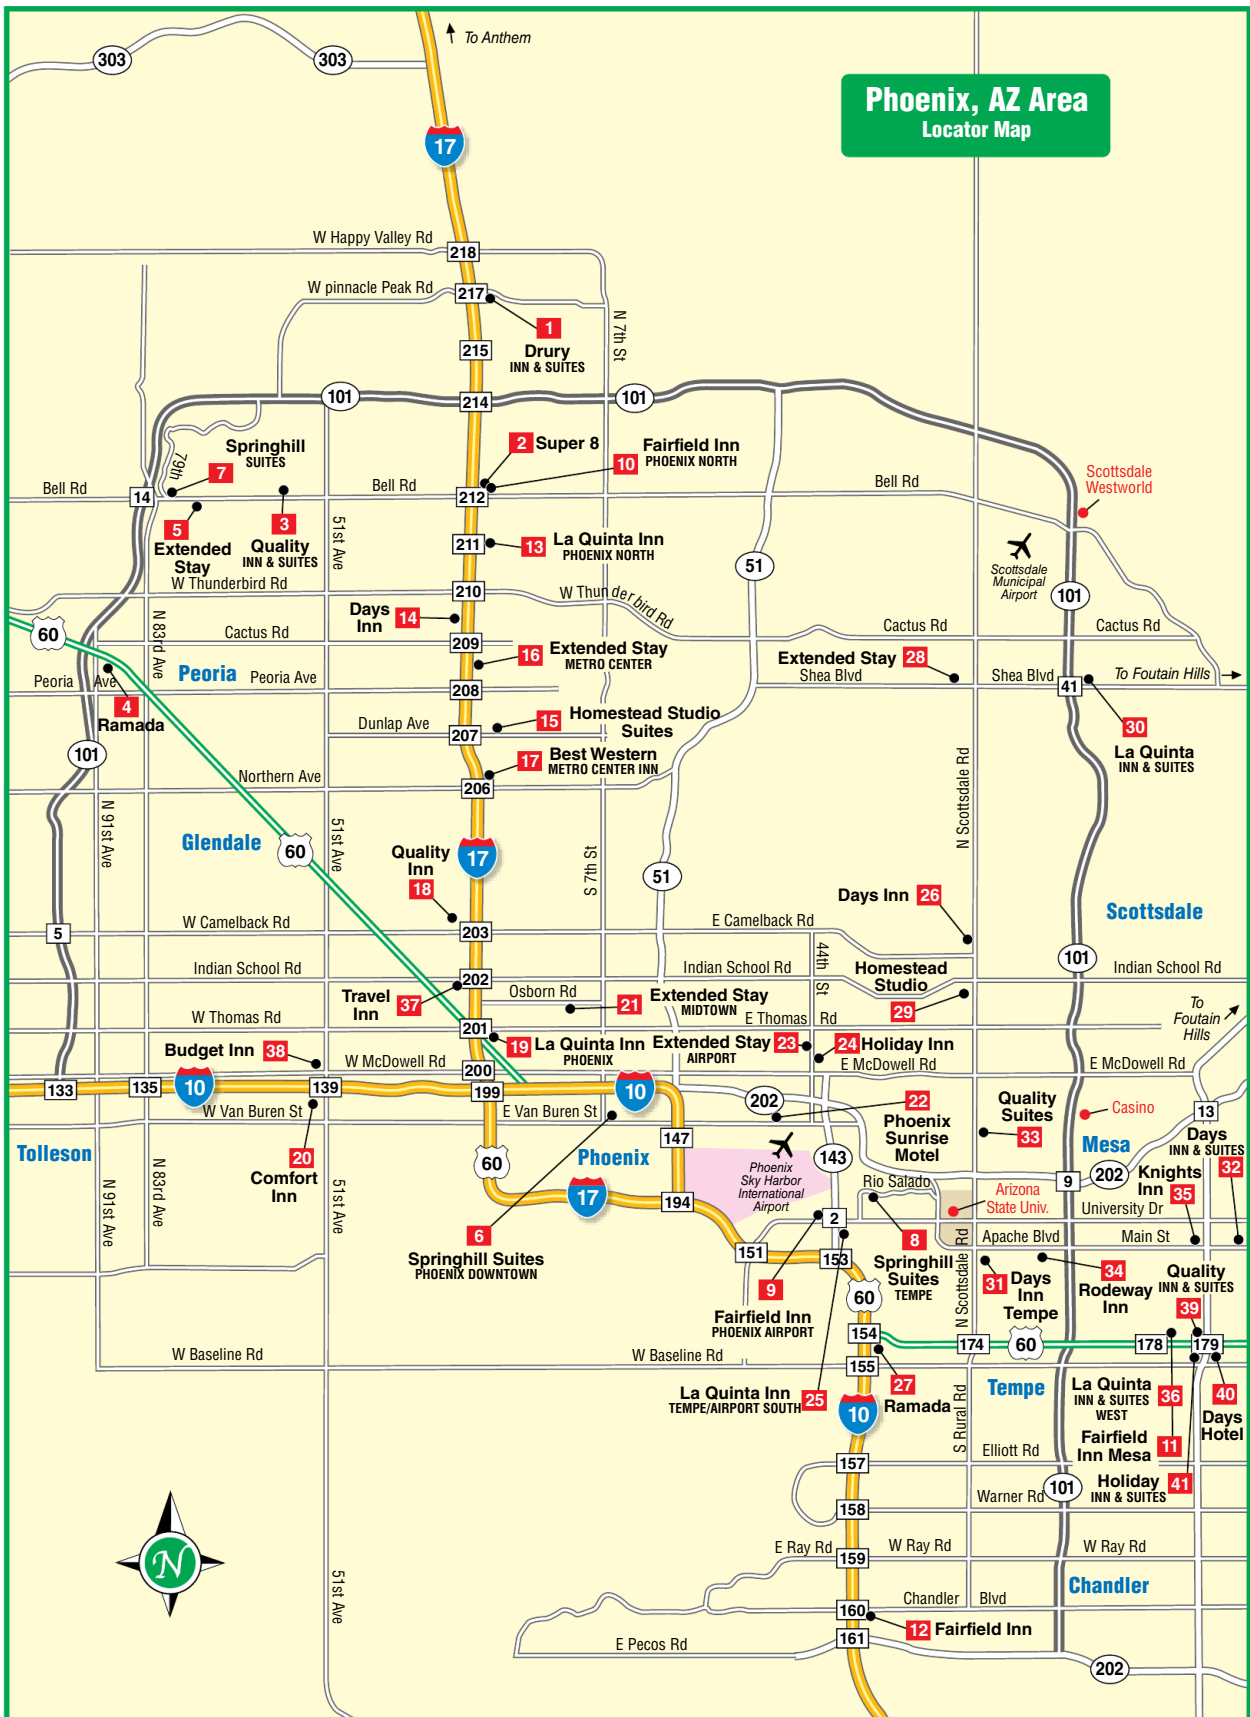 To Anthem
303
303
Phoenix, AZ Area
Locator Map
17
W Happy Valley Rd
218
W pinnacle Peak Rd
217
N 7th St
1
Drury
INN & SUITES
215
101
214
101
2 Super 8
Fairfield Inn
10 PHOENIX NORTH
Springhill
SUITES
7
79th
Scottsdale
Westworld
Bell Rd
14
Bell Rd
212
Bell Rd
5
Extended
Stay
3
Quality
INN & SUITES
51st Ave
211
13 La Quinta Inn
PHOENIX NORTH
51
Scottsdale
Municipal
Airport
101
W Thunderbird Rd
210
W Thunderbird Rd
Days
Inn
14
60
N 83rd Ave
Cactus Rd
209
Cactus Rd
Cactus Rd
Peoria
16 Extended Stay
METRO CENTER
Extended Stay 28
Shea Blvd
Shea Blvd
41
To Foutain Hills
Peoria Ave
Peoria Ave
208
4
Ramada
15 Homestead Studio
Suites
Dunlap Ave
207
30
La Quinta
INN & SUITES
101
17 Best Western
METRO CENTER INN
Northern Ave
206
N Scottsdale Rd
N 91st Ave
51st Ave
Glendale
60
17
Quality
Inn
18
S 7th St
51
Days Inn 26
Scottsdale
5
W Camelback Rd
203
E Camelback Rd
44th St
101
Indian School Rd
202
Indian School Rd
Homestead
Studio
29
Indian School Rd
Travel
Inn
37
Osborn Rd
21 Extended Stay
MIDTOWN
To
Foutain
Hills
W Thomas Rd
201
E Thomas Rd
Budget Inn 38
19 La Quinta Inn
PHOENIX
Extended Stay 23
AIRPORT
24 Holiday Inn
W McDowell Rd
200
E McDowell Rd
E McDowell Rd
133
135
10
139
199
10
202
W Van Buren St
E Van Buren St
22
Phoenix
Sunrise
Motel
Quality
Suites
33
Casino
13
Tolleson
20
Comfort
Inn
60
Phoenix
147
143
Mesa
Days
INN & SUITES
32
Phoenix
Sky Harbor
International
Airport
9
202
Knights
Inn
35
N 91st Ave
N 83rd Ave
51st Ave
17
194
Rio Salado
Arizona
State Univ.
University Dr
2
6
Springhill Suites
PHOENIX DOWNTOWN
151
153
8
Springhill
Suites
TEMPE
N Scottsdale Rd
Apache Blvd
Main St
31 Days
Inn
Tempe
34
Rodeway
Inn
Quality
INN & SUITES
39
9
Fairfield Inn
PHOENIX AIRPORT
60
154
174
60
178
179
W Baseline Rd
W Baseline Rd
155
27
Ramada
La Quinta Inn
TEMPE/AIRPORT SOUTH
25
10
Tempe
La Quinta
INN & SUITES
WEST
36
40
Days
Hotel
S Rural Rd
Fairfield
Inn Mesa
11
Elliott Rd
157
Holiday
INN & SUITES
41
101
Warner Rd
158
E Ray Rd
159
W Ray Rd
W Ray Rd
N
51st Ave
Chandler
Chandler Blvd
160
12 Fairfield Inn
E Pecos Rd
161
202